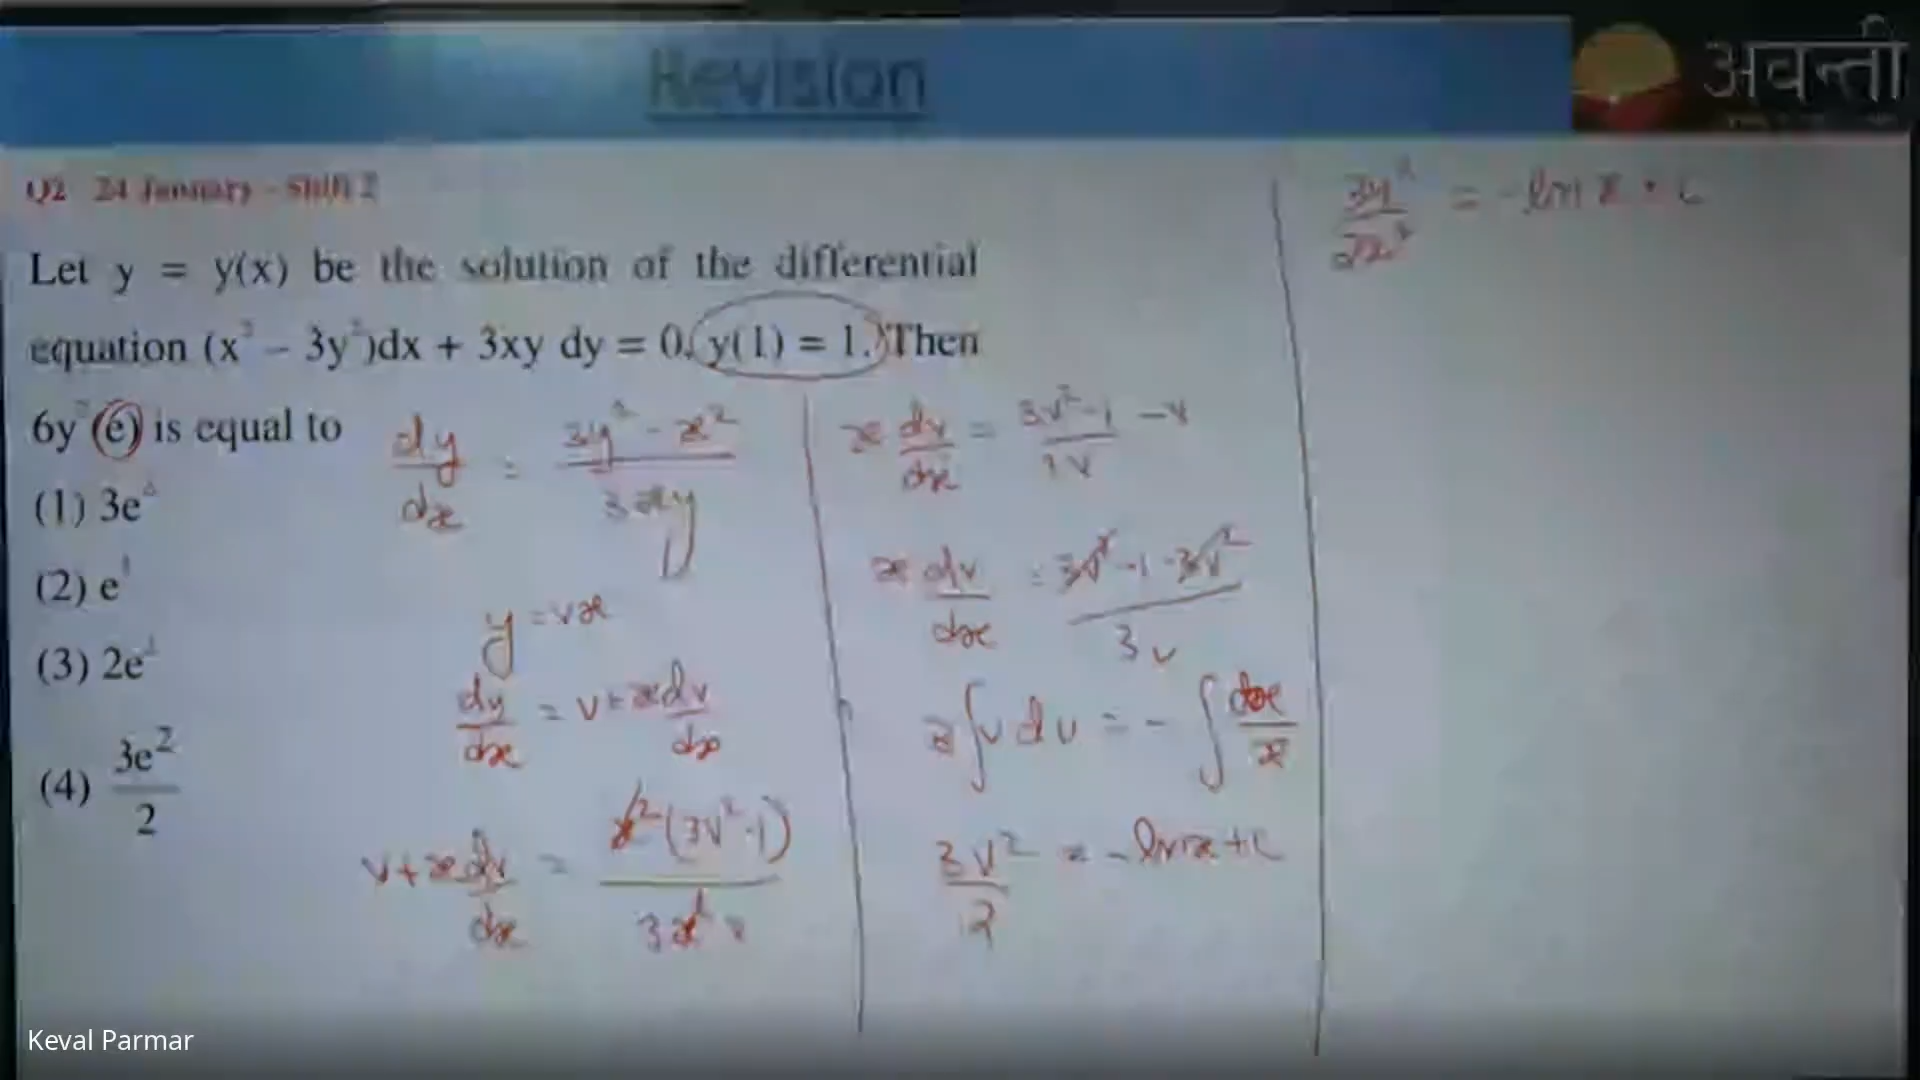 Revision
अवन्ती
Q2 24 January - Shift 2
Let y = y(x) be the solution of the differential
equation (x² – 3y²)dx + 3xy dy = 0, y(1) = 1. Then
6y²(e) is equal to
(1) 3e²
(2) e²
(3) 2e²
(4) 3e²/2
dy/dx = (3y² - x²)/3xy
y = vx
dy/dx = v + x dv/dx
v + x dv/dx = x²(3v² - 1)/3x²v
x dv/dx = (3v² - 1)/3v - v
x dv/dx = (3v² - 1 - 3v²)/3v
3∫v dv = - ∫dx/x
3v²/2 = - ln x + c
3y²/2x² = - ln x + c
Keval Parmar